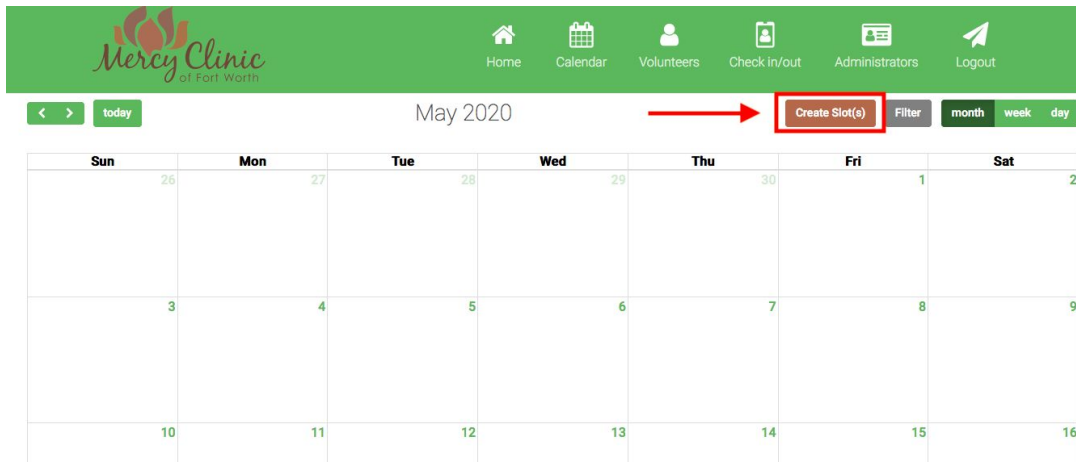 Mercy Clinic
of Fort Worth
Home Calendar Volunteers Check in/out Administrators Logout
today May 2020 Create Slot(s) Filter month week day
Sun Mon Tue Wed Thu Fri Sat
26 27 28 29 30 1 2
3 4 5 6 7 8 9
10 11 12 13 14 15 16